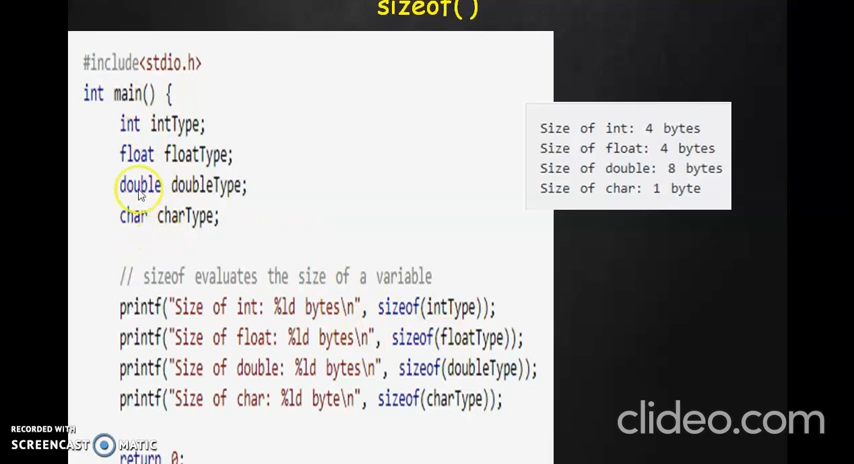 sizeof( )
#include<stdio.h>
int main() {
int intType;
float floatType;
double doubleType;
char charType;
// sizeof evaluates the size of a variable
printf("Size of int: %ld bytes\n", sizeof(intType));
printf("Size of float: %ld bytes\n", sizeof(floatType));
printf("Size of double: %ld bytes\n", sizeof(doubleType));
printf("Size of char: %ld byte\n", sizeof(charType));
return 0;
Size of int: 4 bytes
Size of float: 4 bytes
Size of double: 8 bytes
Size of char: 1 byte
RECORDED WITH
SCREENCAST MATIC
clideo.com